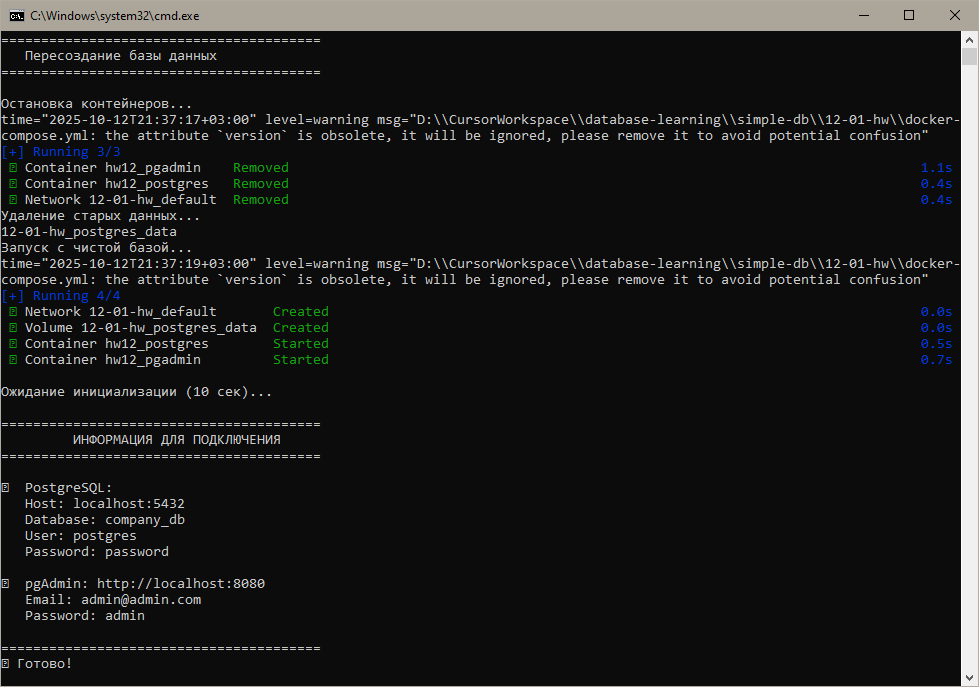 C:\Windows\system32\cmd.exe
========================================
Пересоздание базы данных
========================================
Остановка контейнеров...
time="2025-10-12T21:37:17+03:00" level=warning msg="D:\\CursorWorkspace\\database-learning\\simple-db\\12-01-hw\\docker-
compose.yml: the attribute `version` is obsolete, it will be ignored, please remove it to avoid potential confusion"
[+] Running 3/3
Container hw12_pgadmin    Removed    1.1s
Container hw12_postgres   Removed    0.4s
Network 12-01-hw_default  Removed    0.4s
Удаление старых данных...
12-01-hw_postgres_data
Запуск с чистой базой...
time="2025-10-12T21:37:19+03:00" level=warning msg="D:\\CursorWorkspace\\database-learning\\simple-db\\12-01-hw\\docker-
compose.yml: the attribute `version` is obsolete, it will be ignored, please remove it to avoid potential confusion"
[+] Running 4/4
Network 12-01-hw_default       Created    0.0s
Volume 12-01-hw_postgres_data  Created    0.0s
Container hw12_postgres        Started    0.5s
Container hw12_pgadmin         Started    0.7s
Ожидание инициализации (10 сек)...
========================================
ИНФОРМАЦИЯ ДЛЯ ПОДКЛЮЧЕНИЯ
========================================
PostgreSQL:
Host: localhost:5432
Database: company_db
User: postgres
Password: password
pgAdmin: http://localhost:8080
Email: admin@admin.com
Password: admin
========================================
Готово!